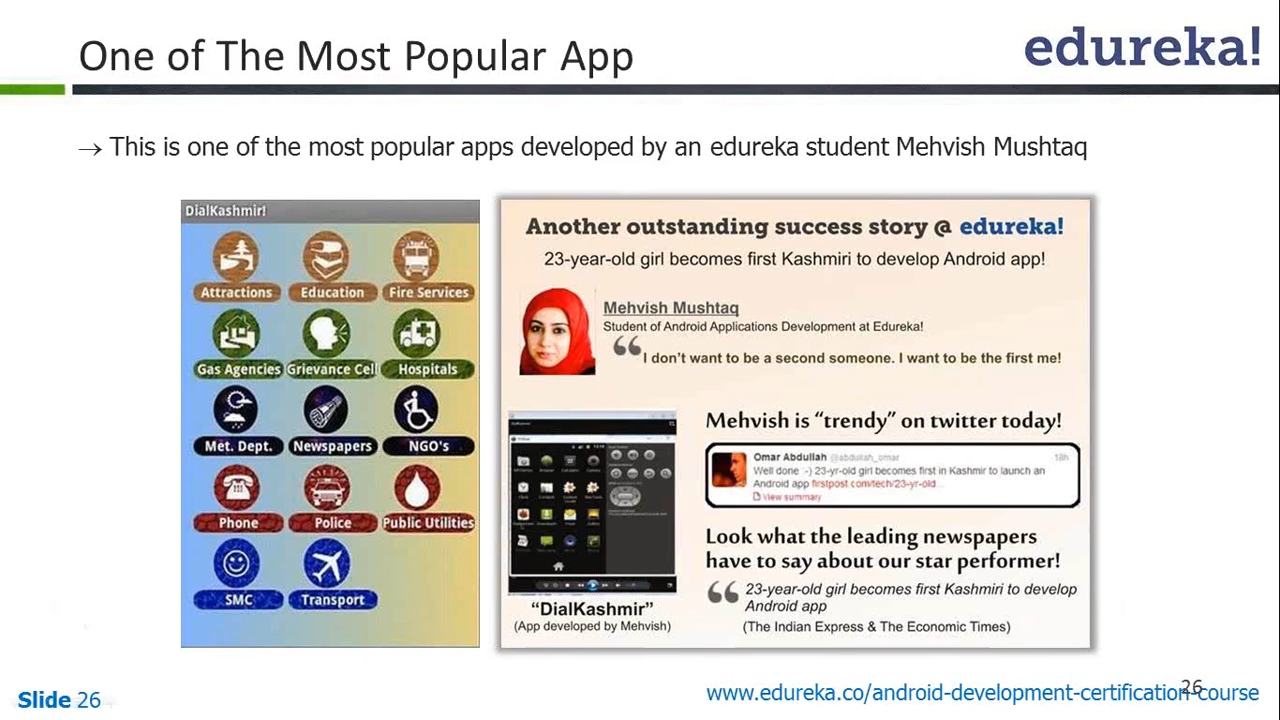 One of The Most Popular App
edureka!
→ This is one of the most popular apps developed by an edureka student Mehvish Mushtaq
DialKashmir!
Attractions Education Fire Services
Gas Agencies Grievance Cell Hospitals
Met. Dept. Newspapers NGO's
Phone Police Public Utilities
SMC Transport
Another outstanding success story @ edureka!
23-year-old girl becomes first Kashmiri to develop Android app!
Mehvish Mushtaq
Student of Android Applications Development at Edureka!
“ I don't want to be a second someone. I want to be the first me!
Mehvish is “trendy” on twitter today!
Omar Abdullah @abdullah_omar 18h
Well done :-) 23-yr-old girl becomes first in Kashmir to launch an
Android app firstpost.com/tech/23-yr-old...
View summary
Look what the leading newspapers
have to say about our star performer!
“ 23-year-old girl becomes first Kashmiri to develop
Android app
(The Indian Express & The Economic Times)
“DialKashmir”
(App developed by Mehvish)
Slide 26
www.edureka.co/android-development-certification-course
26